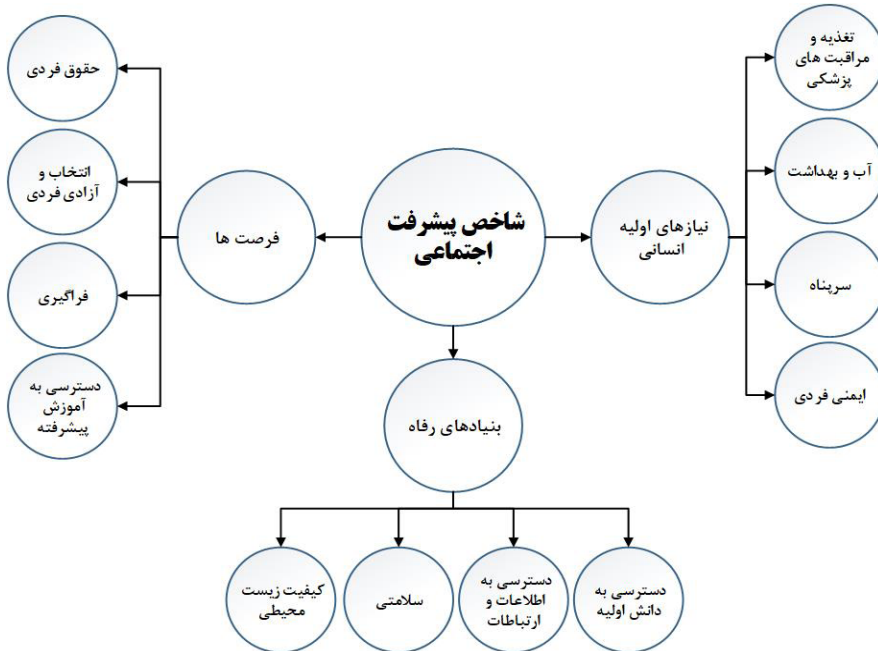 شاخص پیشرفت
اجتماعی
نیازهای اولیه
انسانی
تغذیه و
مراقبت های
پزشکی
آب و بهداشت
سرپناه
ایمنی فردی
بنیادهای رفاه
دسترسی به
دانش اولیه
دسترسی به
اطلاعات و
ارتباطات
سلامتی
کیفیت زیست
محیطی
فرصت ها
حقوق فردی
انتخاب و
آزادی فردی
فراگیری
دسترسی به
آموزش
پیشرفته